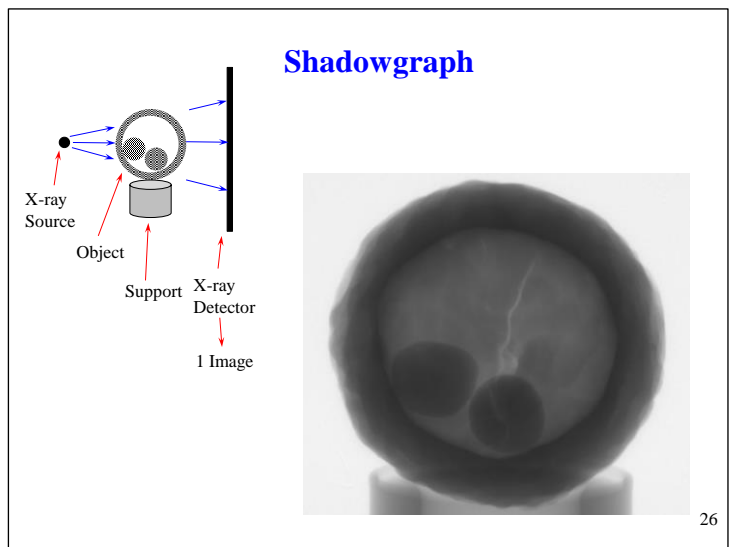 Shadowgraph
X-ray
Source
Object
Support
X-ray
Detector
1 Image
26